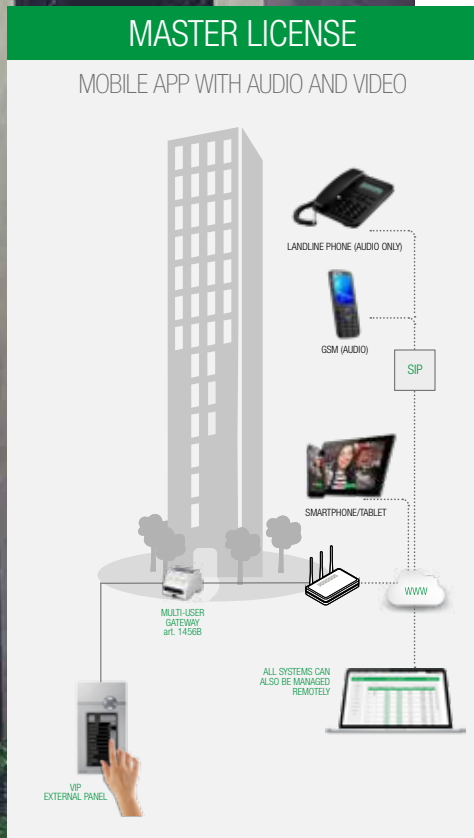 MASTER LICENSE
MOBILE APP WITH AUDIO AND VIDEO
LANDLINE PHONE (AUDIO ONLY)
GSM (AUDIO)
SIP
SMARTPHONE/TABLET
WWW
MULTI-USER
GATEWAY
art. 1456B
ALL SYSTEMS CAN
ALSO BE MANAGED
REMOTELY
VIP
EXTERNAL PANEL